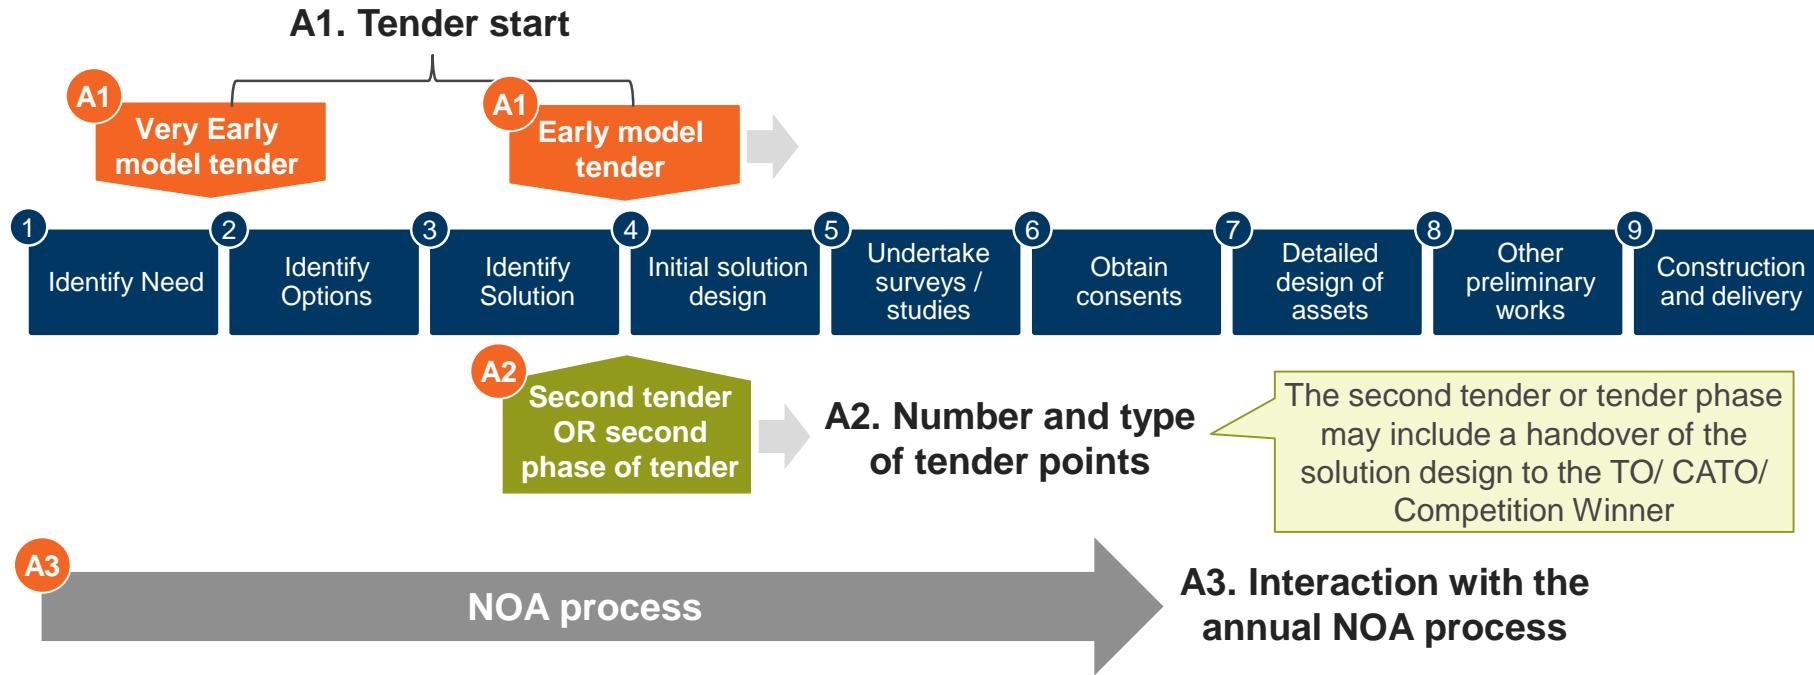 A1. Tender start
A1
Very Early
model tender
A1
Early model
tender
1
Identify Need
2
Identify
Options
3
Identify
Solution
4
Initial solution
design
5
Undertake
surveys /
studies
6
Obtain
consents
7
Detailed
design of
assets
8
Other
preliminary
works
9
Construction
and delivery
A2
Second tender
OR second
phase of tender
A2. Number and type
of tender points
The second tender or tender phase
may include a handover of the
solution design to the TO/ CATO/
Competition Winner
A3
NOA process
A3. Interaction with the
annual NOA process